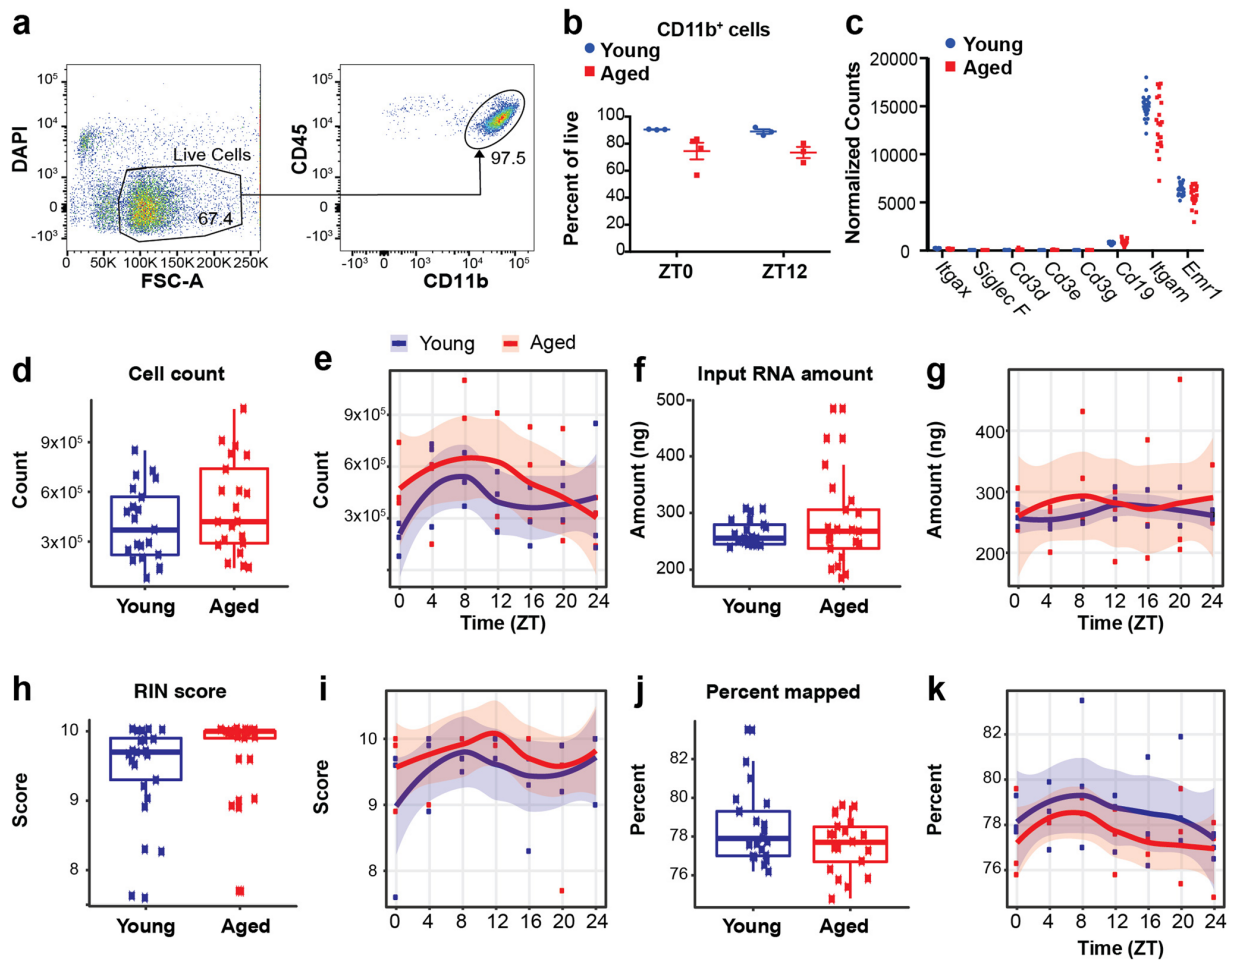 a
DAPI
10⁵
10⁴
10³
0
-10³
Live Cells
67.4
0 50K 100K 150K 200K 250K
FSC-A
CD45
10⁵
10⁴
10³
0
-10³
97.5
-10³ 0 10³ 10⁴ 10⁵
CD11b
b
CD11b⁺ cells
Young
Aged
Percent of live
100
80
60
40
20
0
ZT0 ZT12
c
Young
Aged
Normalized Counts
20000
15000
10000
5000
0
Itgax
Siglec F
Cd3d
Cd3e
Cd3g
Cd19
Itgam
Emr1
d
Cell count
Count
9x10⁵
6x10⁵
3x10⁵
Young Aged
Young Aged
e
Count
9x10⁵
6x10⁵
3x10⁵
0 4 8 12 16 20 24
Time (ZT)
f
Input RNA amount
Amount (ng)
500
400
300
200
Young Aged
g
Amount (ng)
400
300
200
0 4 8 12 16 20 24
Time (ZT)
h
RIN score
Score
10
9
8
Young Aged
i
Score
10
9
8
0 4 8 12 16 20 24
j
Percent mapped
Percent
82
80
78
76
Young Aged
k
Percent
82
80
78
76
0 4 8 12 16 20 24
Time (ZT)